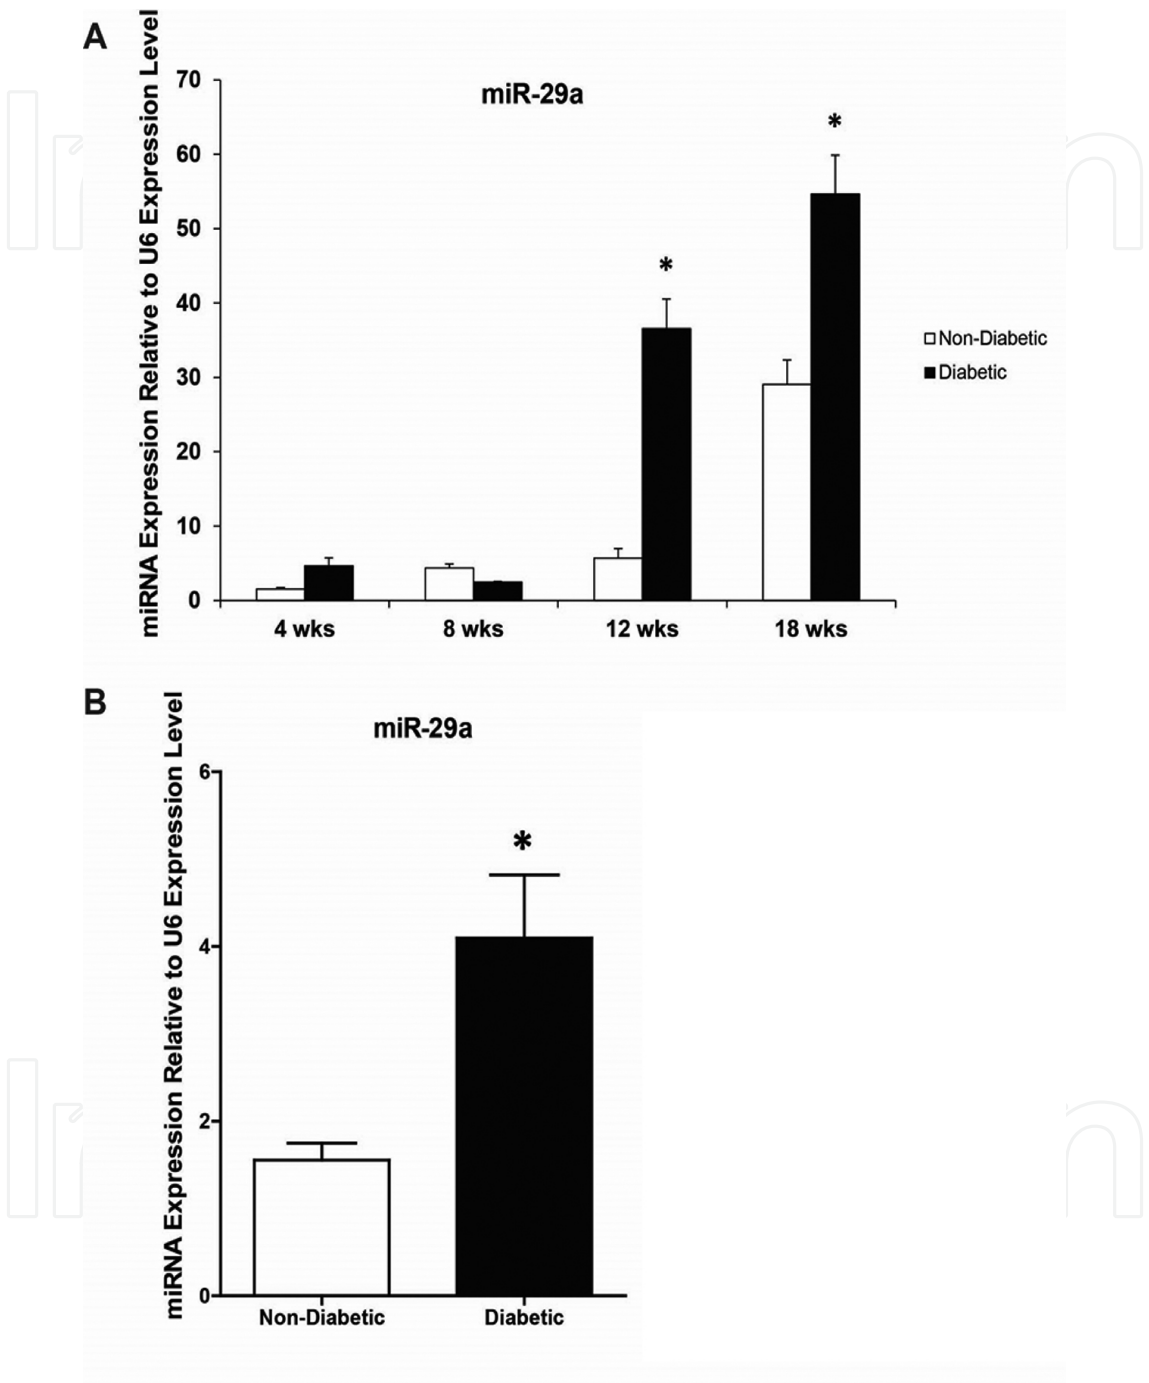 A
miRNA Expression Relative to U6 Expression Level
miR-29a
70
60
50
40
30
20
10
0
*
*
4 wks 8 wks 12 wks 18 wks
Non-Diabetic
Diabetic
B
miRNA Expression Relative to U6 Expression Level
miR-29a
6
4
2
0
*
Non-Diabetic Diabetic